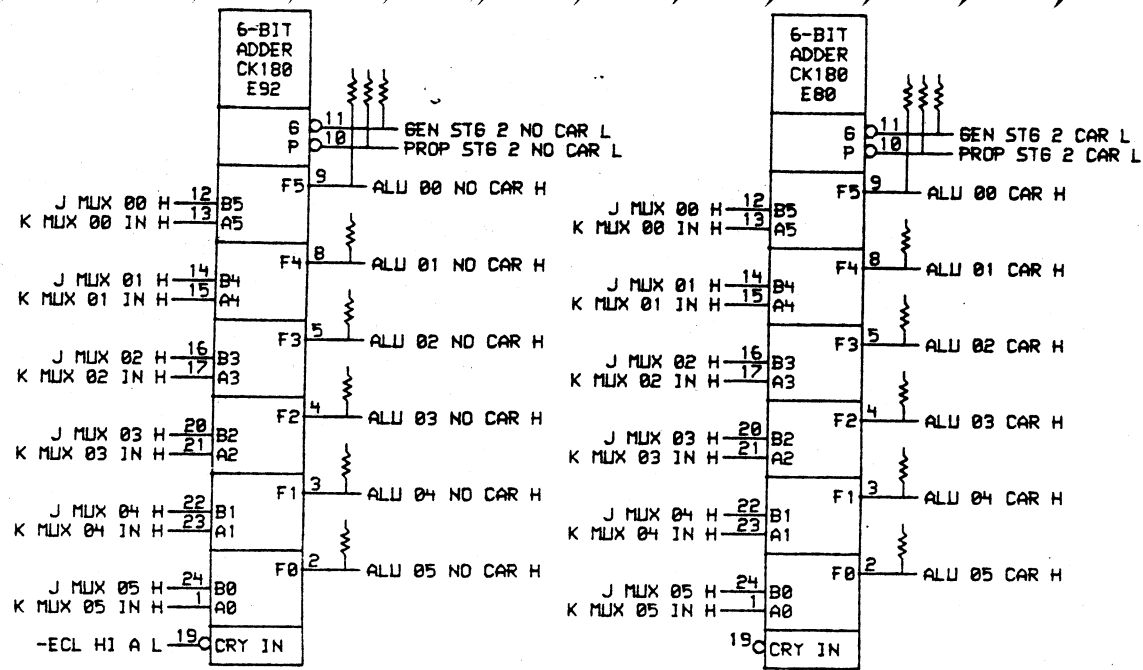 6-BIT
ADDER
CK180
E92
G 11 GEN STG 2 NO CAR L
P 10 PROP STG 2 NO CAR L
F5 9 ALU 00 NO CAR H
J MUX 00 H 12 B5
K MUX 00 IN H 13 A5
F4 8 ALU 01 NO CAR H
J MUX 01 H 14 B4
K MUX 01 IN H 15 A4
F3 5 ALU 02 NO CAR H
J MUX 02 H 16 B3
K MUX 02 IN H 17 A3
F2 4 ALU 03 NO CAR H
J MUX 03 H 20 B2
K MUX 03 IN H 21 A2
F1 3 ALU 04 NO CAR H
J MUX 04 H 22 B1
K MUX 04 IN H 23 A1
F0 2 ALU 05 NO CAR H
J MUX 05 H 24 B0
K MUX 05 IN H 1 A0
-ECL HI A L 19 CRY IN
6-BIT
ADDER
CK180
E80
G 11 GEN STG 2 CAR L
P 10 PROP STG 2 CAR L
F5 9 ALU 00 CAR H
J MUX 00 H 12 B5
K MUX 00 IN H 13 A5
F4 8 ALU 01 CAR H
J MUX 01 H 14 B4
K MUX 01 IN H 15 A4
F3 5 ALU 02 CAR H
J MUX 02 H 16 B3
K MUX 02 IN H 17 A3
F2 4 ALU 03 CAR H
J MUX 03 H 20 B2
K MUX 03 IN H 21 A2
F1 3 ALU 04 CAR H
J MUX 04 H 22 B1
K MUX 04 IN H 23 A1
F0 2 ALU 05 CAR H
J MUX 05 H 24 B0
K MUX 05 IN H 1 A0
19 CRY IN